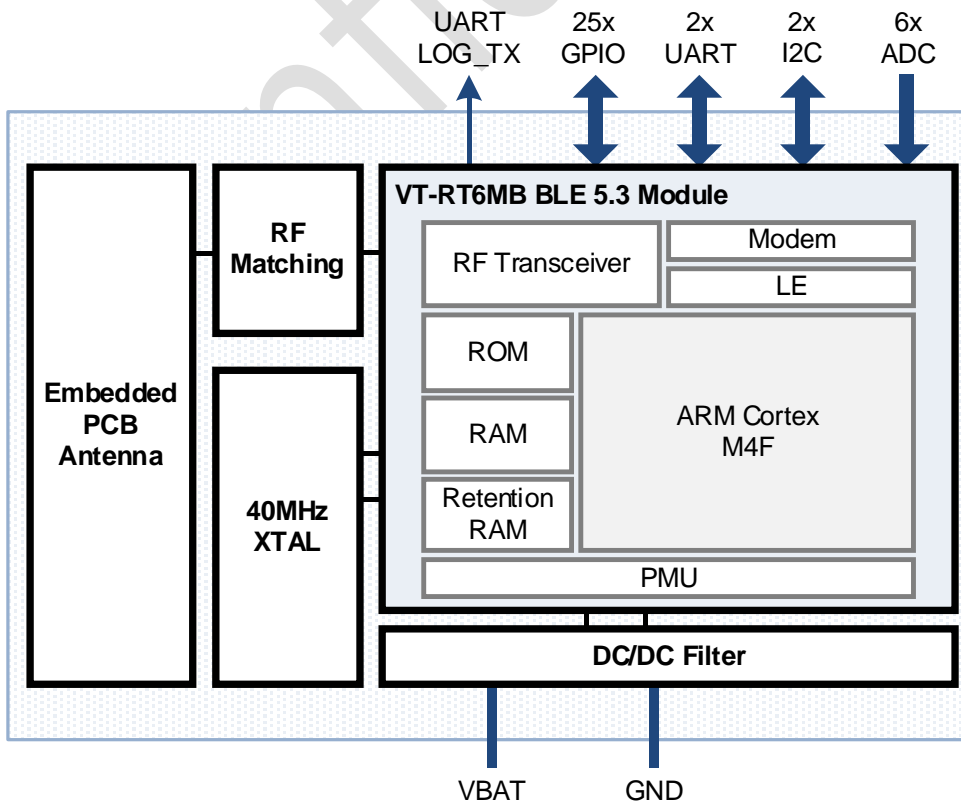 UART 25x 2x 2x 6x
LOG_TX GPIO UART I2C ADC
VT-RT6MB BLE 5.3 Module
RF
Matching
RF Transceiver
Modem
LE
ROM
RAM
Retention
RAM
ARM Cortex
M4F
PMU
Embedded
PCB
Antenna
40MHz
XTAL
DC/DC Filter
VBAT GND